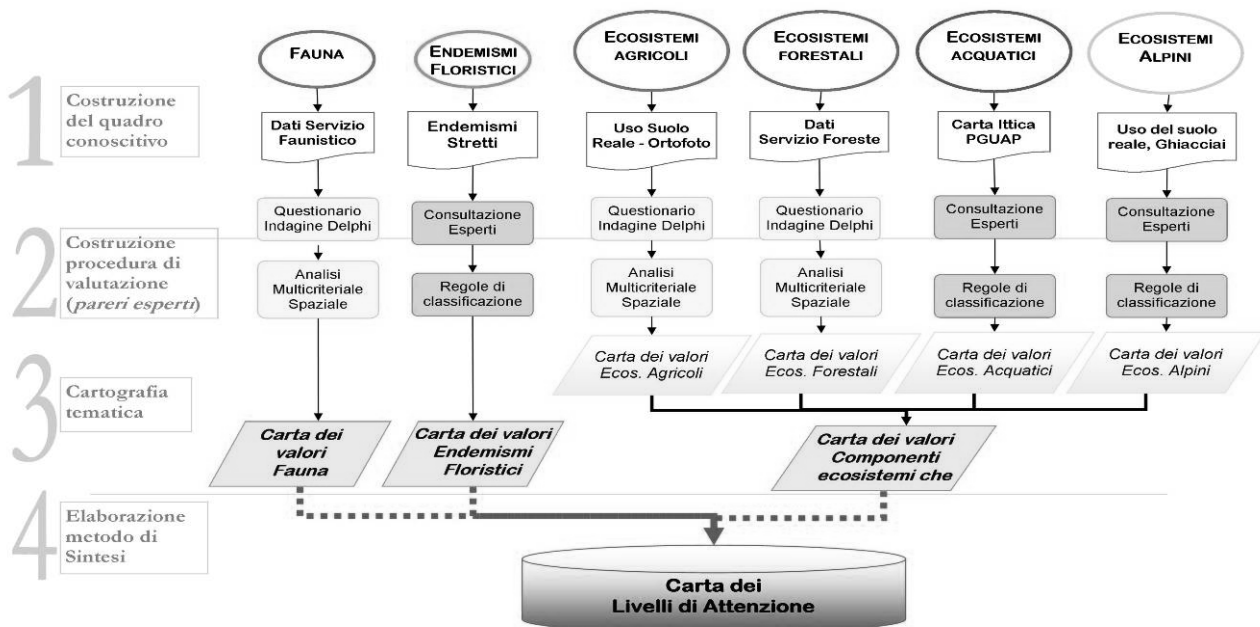 FAUNA
ENDEMISMI
FLORISTICI
ECOSISTEMI
AGRICOLI
ECOSISTEMI
FORESTALI
ECOSISTEMI
ACQUATICI
ECOSISTEMI
ALPINI
1
Costruzione
del quadro
conoscitivo
Dati Servizio
Faunistico
Endemismi
Stretti
Uso Suolo
Reale - Ortofoto
Dati
Servizio Foreste
Carta Ittica
PGUAP
Uso del suolo
reale, Ghiacciai
2
Costruzione
procedura di
valutazione
(pareri esperti)
Questionario
Indagine Delphi
Consultazione
Esperti
Questionario
Indagine Delphi
Questionario
Indagine Delphi
Consultazione
Esperti
Consultazione
Esperti
Analisi
Multicriteriale
Spaziale
Regole di
classificazione
Analisi
Multicriteriale
Spaziale
Analisi
Multicriteriale
Spaziale
Regole di
classificazione
Regole di
classificazione
3
Cartografia
tematica
Carta dei valori
Ecos. Agricoli
Carta dei valori
Ecos. Forestali
Carta dei valori
Ecos. Acquatici
Carta dei valori
Ecos. Alpini
Carta dei
valori
Fauna
Carta dei valori
Endemismi
Floristici
Carta dei valori
Componenti
ecosistemi che
4
Elaborazione
metodo di
Sintesi
Carta dei
Livelli di Attenzione